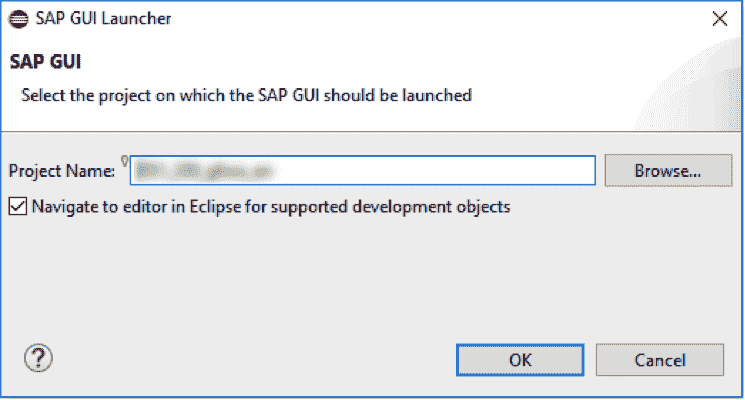 SAP GUI Launcher
SAP GUI
Select the project on which the SAP GUI should be launched
Project Name:
Browse...
Navigate to editor in Eclipse for supported development objects
?
OK
Cancel